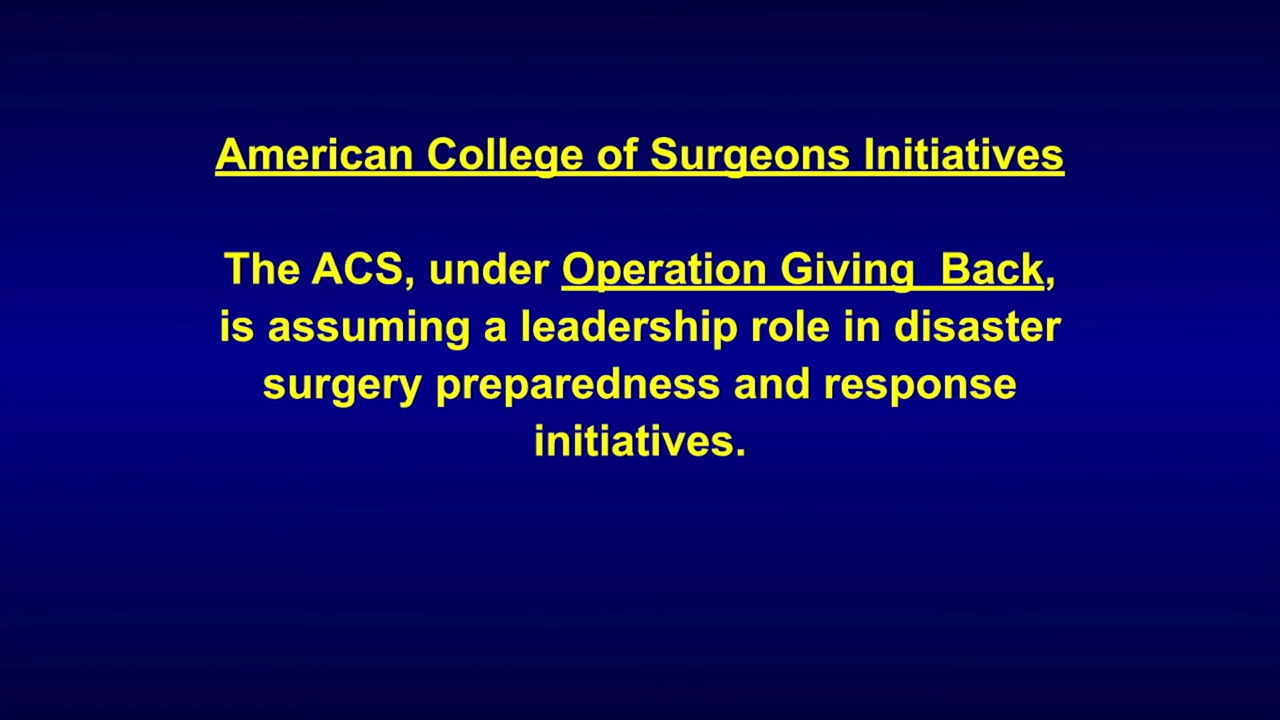 American College of Surgeons Initiatives
The ACS, under Operation Giving  Back,
is assuming a leadership role in disaster
surgery preparedness and response
initiatives.